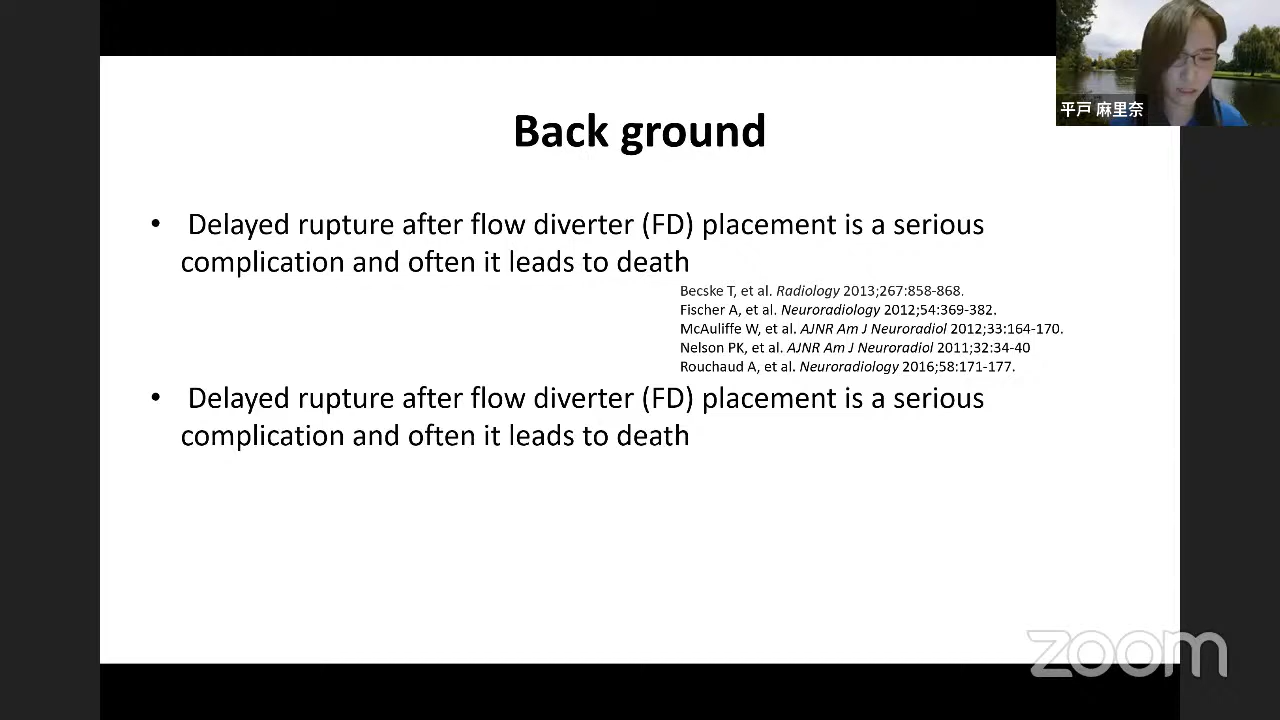 平戸 麻里奈
Back ground
• Delayed rupture after flow diverter (FD) placement is a serious
complication and often it leads to death
Becske T, et al. Radiology 2013;267:858-868.
Fischer A, et al. Neuroradiology 2012;54:369-382.
McAuliffe W, et al. AJNR Am J Neuroradiol 2012;33:164-170.
Nelson PK, et al. AJNR Am J Neuroradiol 2011;32:34-40
Rouchaud A, et al. Neuroradiology 2016;58:171-177.
• Delayed rupture after flow diverter (FD) placement is a serious
complication and often it leads to death
zoom